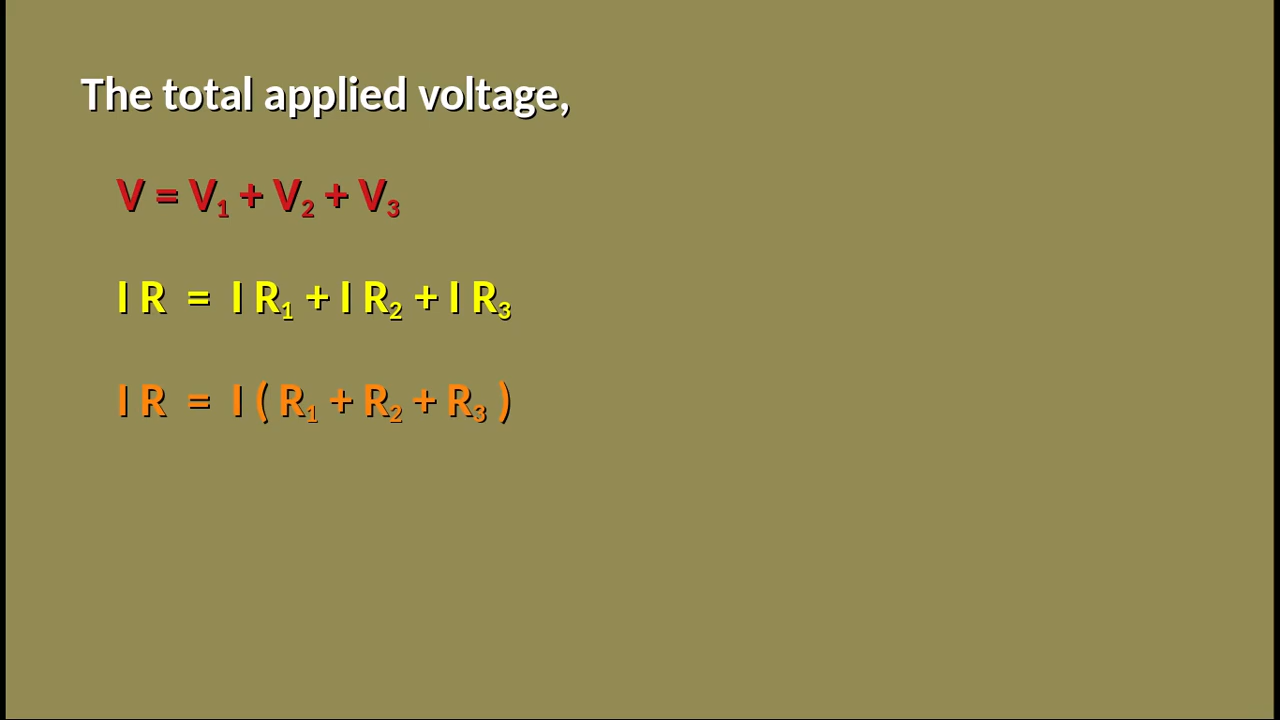 The total applied voltage,
V = V₁ + V₂ + V₃
I R = I R₁ + I R₂ + I R₃
I R = I ( R₁ + R₂ + R₃ )